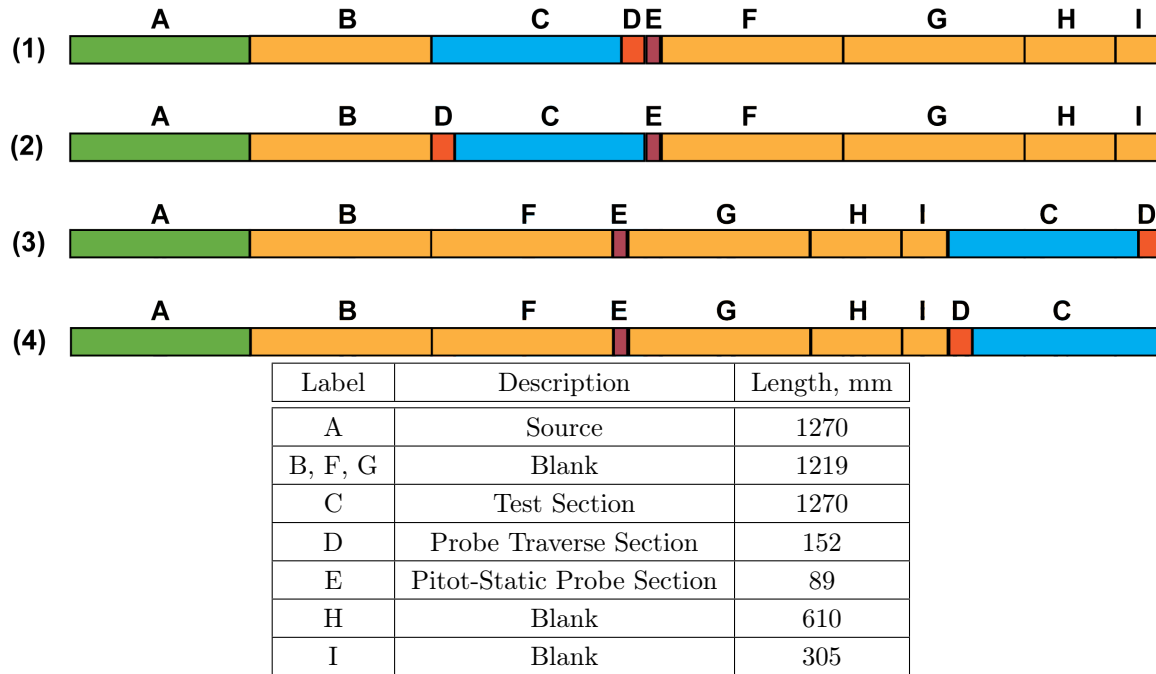 A B C D E F G H I
(1)
A B D C E F G H I
(2)
A B F E G H I C D
(3)
A B F E G H I D C
(4)
Label Description Length, mm
A Source 1270
B, F, G Blank 1219
C Test Section 1270
D Probe Traverse Section 152
E Pitot-Static Probe Section 89
H Blank 610
I Blank 305